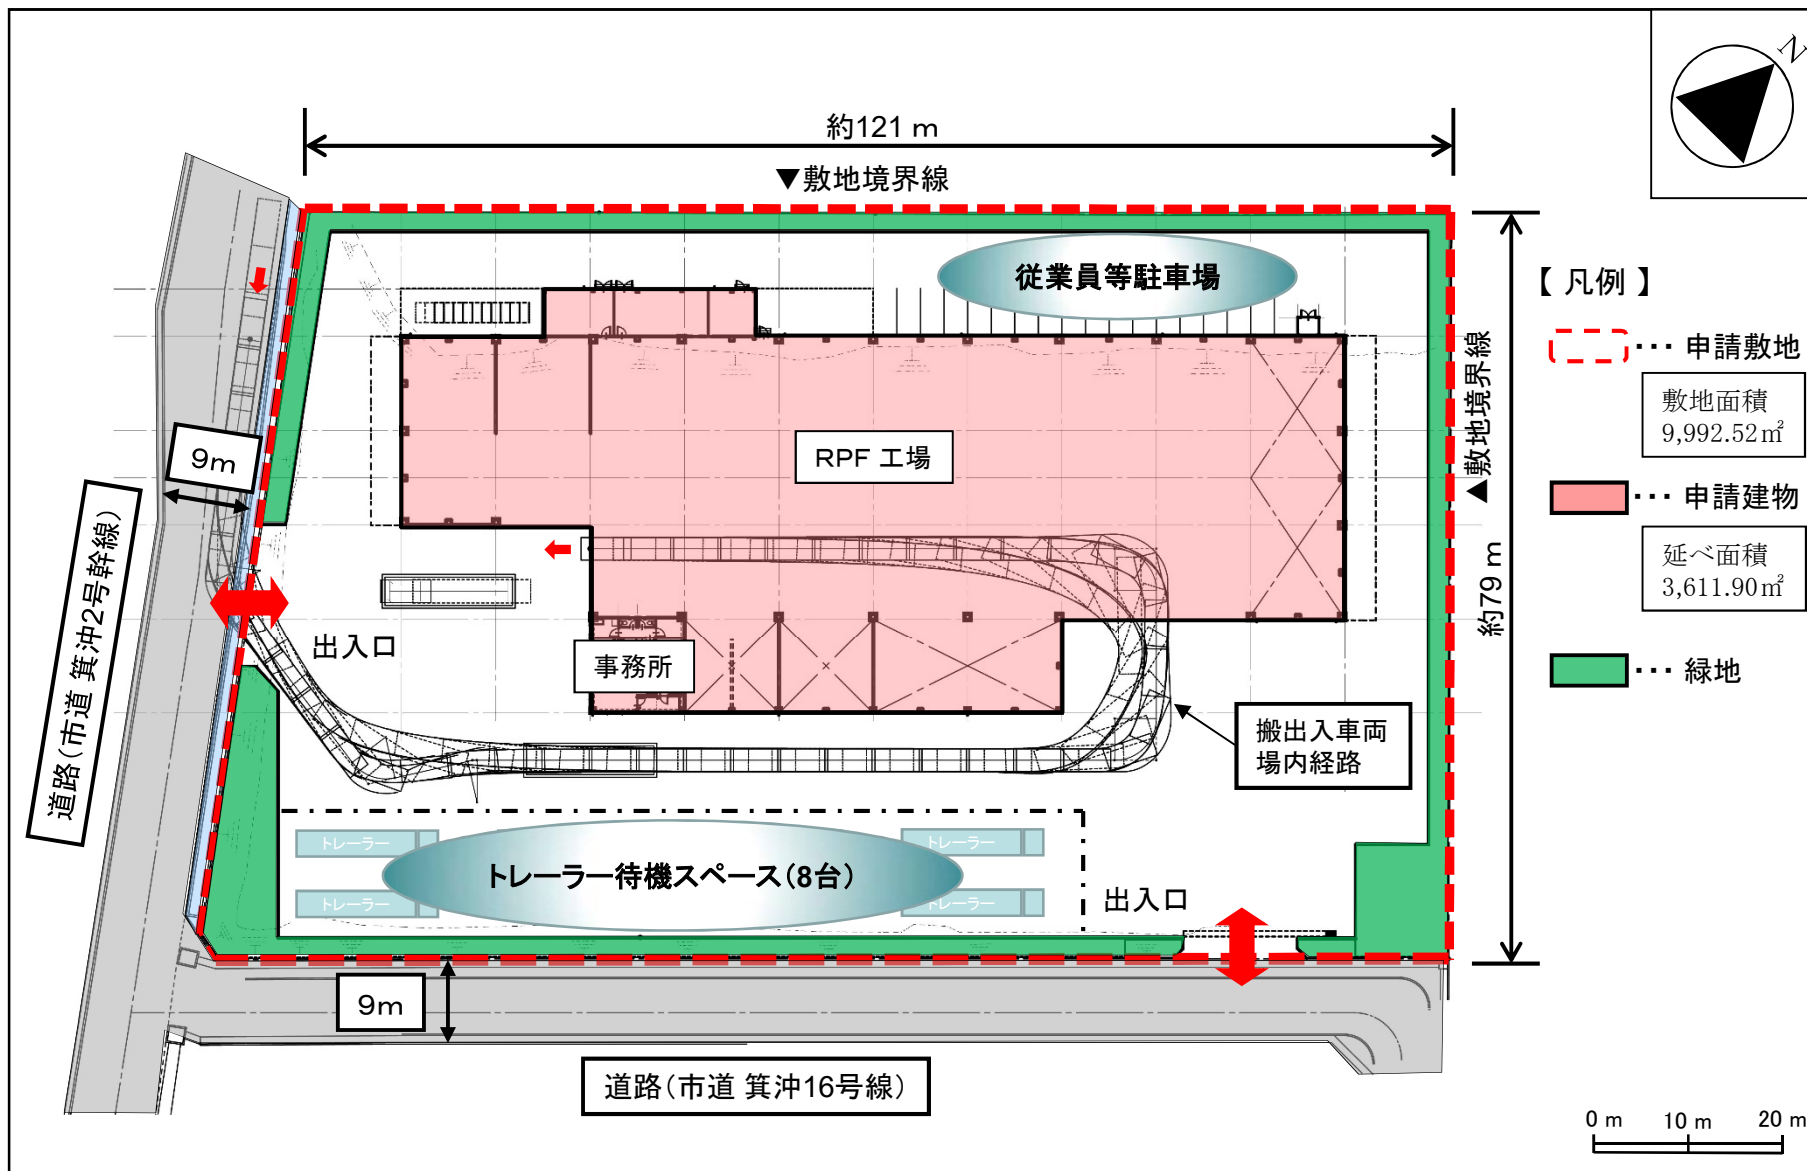 N
約121 m
▼敷地境界線
従業員等駐車場
【 凡例 】
… 申請敷地
敷地面積
9,992.52㎡
▲敷地境界線
約79 m
9m
RPF 工場
… 申請建物
延べ面積
3,611.90㎡
道路(市道 箕沖2号幹線)
出入口
事務所
… 緑地
搬出入車両
場内経路
トレーラー
トレーラー
トレーラー待機スペース(8台)
トレーラー
トレーラー
出入口
9m
道路(市道 箕沖16号線)
0 m 10 m 20 m